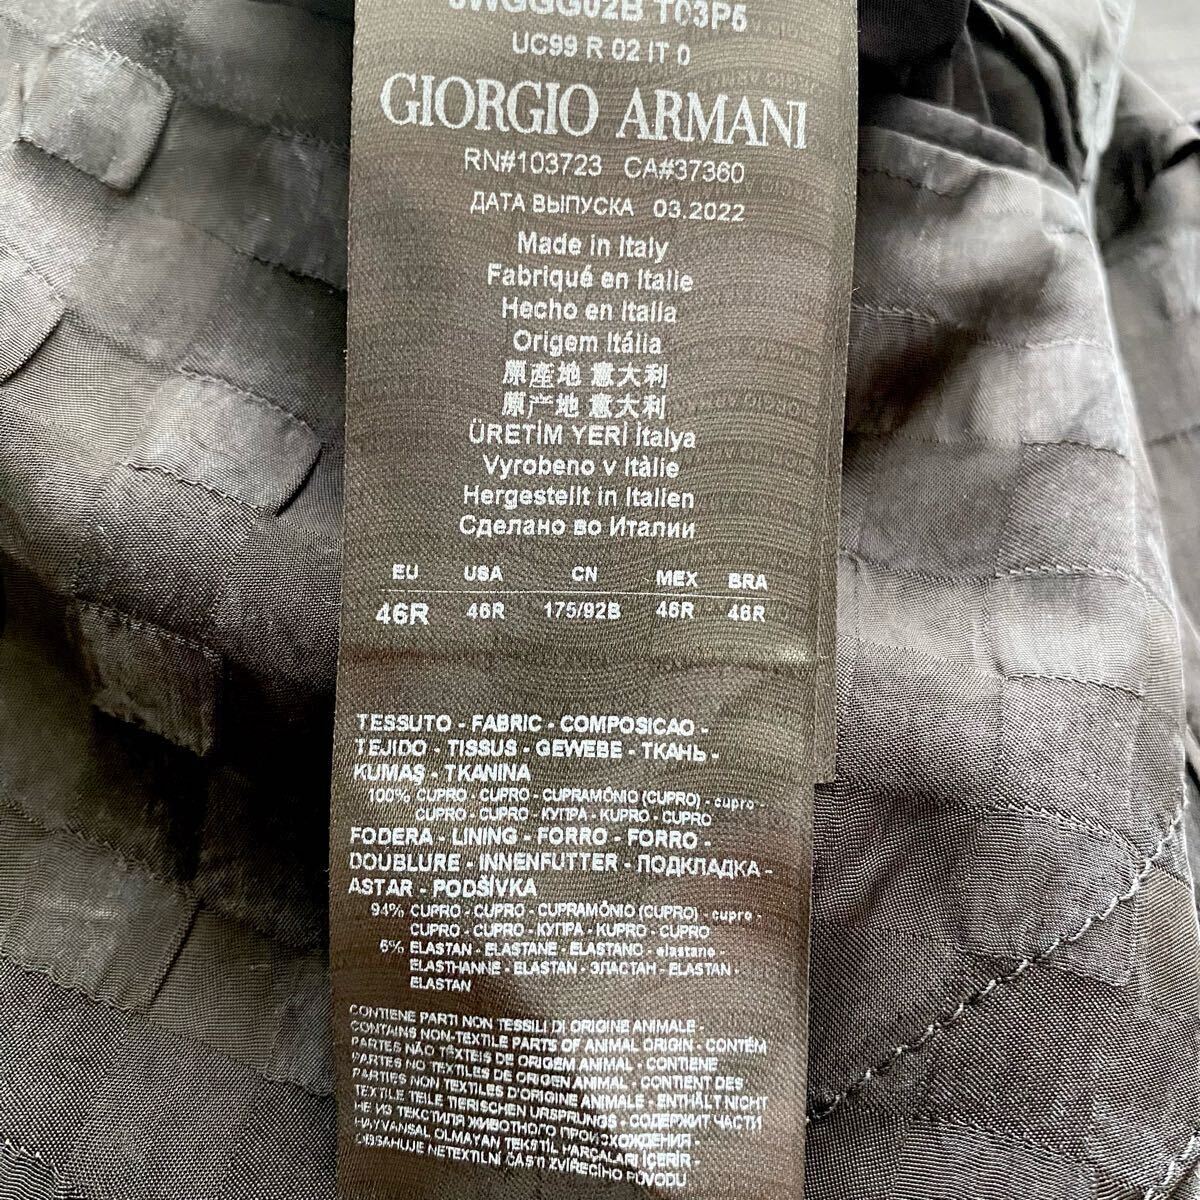 T03P5
UC99 R 02 IT 0
GIORGIO ARMANI
RN#103723 CA#37360
ДАТА ВЫПУСКА 03.2022
Made in Italy
Fabriqué en Italie
Hecho en Italia
Origem Itália
原產地 意大利
原产地 意大利
ÜRETİM YERİ İtalya
Vyrobeno v Itàlie
Hergestellt in Italien
Сделано во Италии
EU USA CN MEX BRA
46R 46R 175/92B 46R 46R
TESSUTO - FABRIC - COMPOSICAO -
TEJIDO - TISSUS - GEWEBE - ТКАНЬ -
KUMAŞ - TKANINA
100% CUPRO - CUPRO - CUPRAMÔNIO (CUPRO) - cupro -
CUPRO - CUPRO - КУПРА - KUPRO - CUPRO
FODERA - LINING - FORRO - FORRO -
DOUBLURE - INNENFUTTER - ПОДКЛАДКА -
ASTAR - PODŠÍVKA
94% CUPRO - CUPRO - CUPRAMÔNIO (CUPRO) - cupro -
CUPRO - CUPRO - КУПРА - KUPRO - CUPRO
6% ELASTAN - ELASTANE - ELASTANO - elastano
ELASTHANNE - ELASTAN - ЭЛАСТАН - ELASTAN -
ELASTAN
CONTIENE PARTI NON TESSILI DI ORIGINE ANIMALE -
CONTAINS NON-TEXTILE PARTS OF ANIMAL ORIGIN - CONTÉM
PARTES NÃO TÊXTEIS DE ORIGEM ANIMAL - CONTIENE
PARTES NO TEXTILES DE ORIGEN ANIMAL - CONTIENT DES
PARTIES NON TEXTILES D'ORIGINE ANIMALE - ENTHÄLT NICHT
TEXTILE TEILE TIERISCHEN URSPRUNGS - СОДЕРЖИТ ЧАСТИ
НЕ ИЗ ТЕКСТИЛЯ ЖИВОТНОГО ПРОИСХОЖДЕНИЯ -
HAYVANSAL OLMAYAN TEKSTİL PARÇALARI İÇERİR -
OBSAHUJE NETEXTILNÍ ČÁSTI ZVÍŘECÍHO PŮVODU